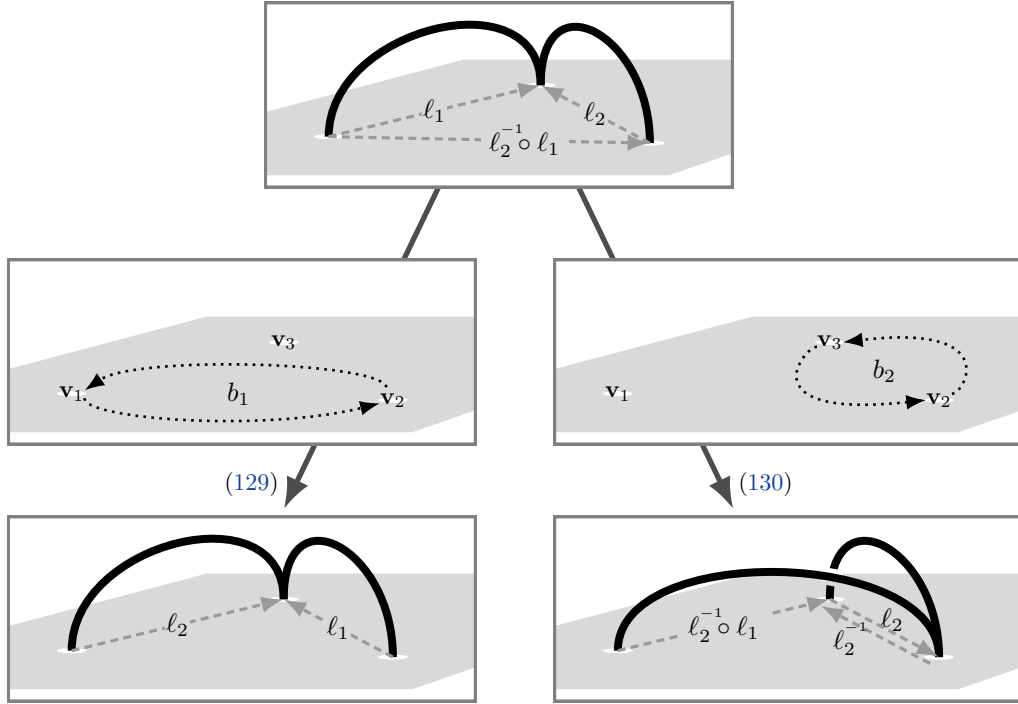 ℓ₁
ℓ₂
ℓ₂⁻¹ ∘ ℓ₁
v₃
v₁
b₁
v₂
v₃
b₂
v₁
v₂
(129)
(130)
ℓ₂
ℓ₁
ℓ₂⁻¹ ∘ ℓ₁
ℓ₂
ℓ₂⁻¹